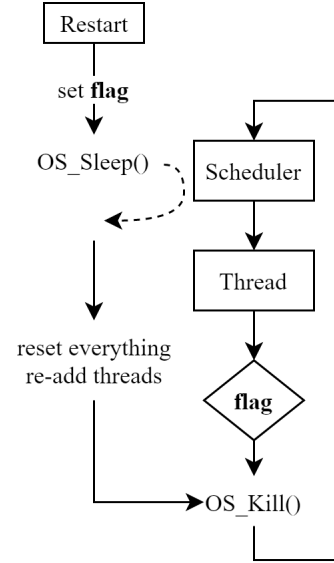 Restart
set flag
OS_Sleep()
reset everything
re-add threads
Scheduler
Thread
flag
OS_Kill()